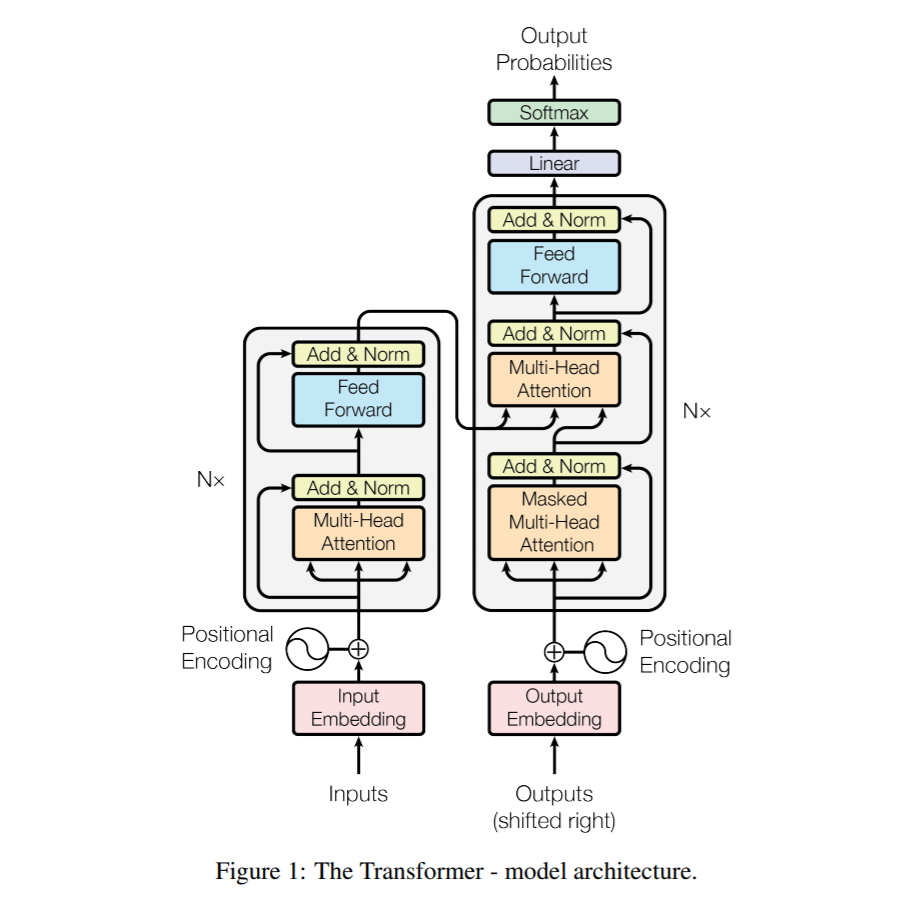 Output
Probabilities
Softmax
Linear
Add & Norm
Feed
Forward
Add & Norm
Multi-Head
Attention
Nx
Add & Norm
Masked
Multi-Head
Attention
Add & Norm
Feed
Forward
Nx
Add & Norm
Multi-Head
Attention
Positional
Encoding
Positional
Encoding
Input
Embedding
Output
Embedding
Inputs
Outputs
(shifted right)
Figure 1: The Transformer - model architecture.